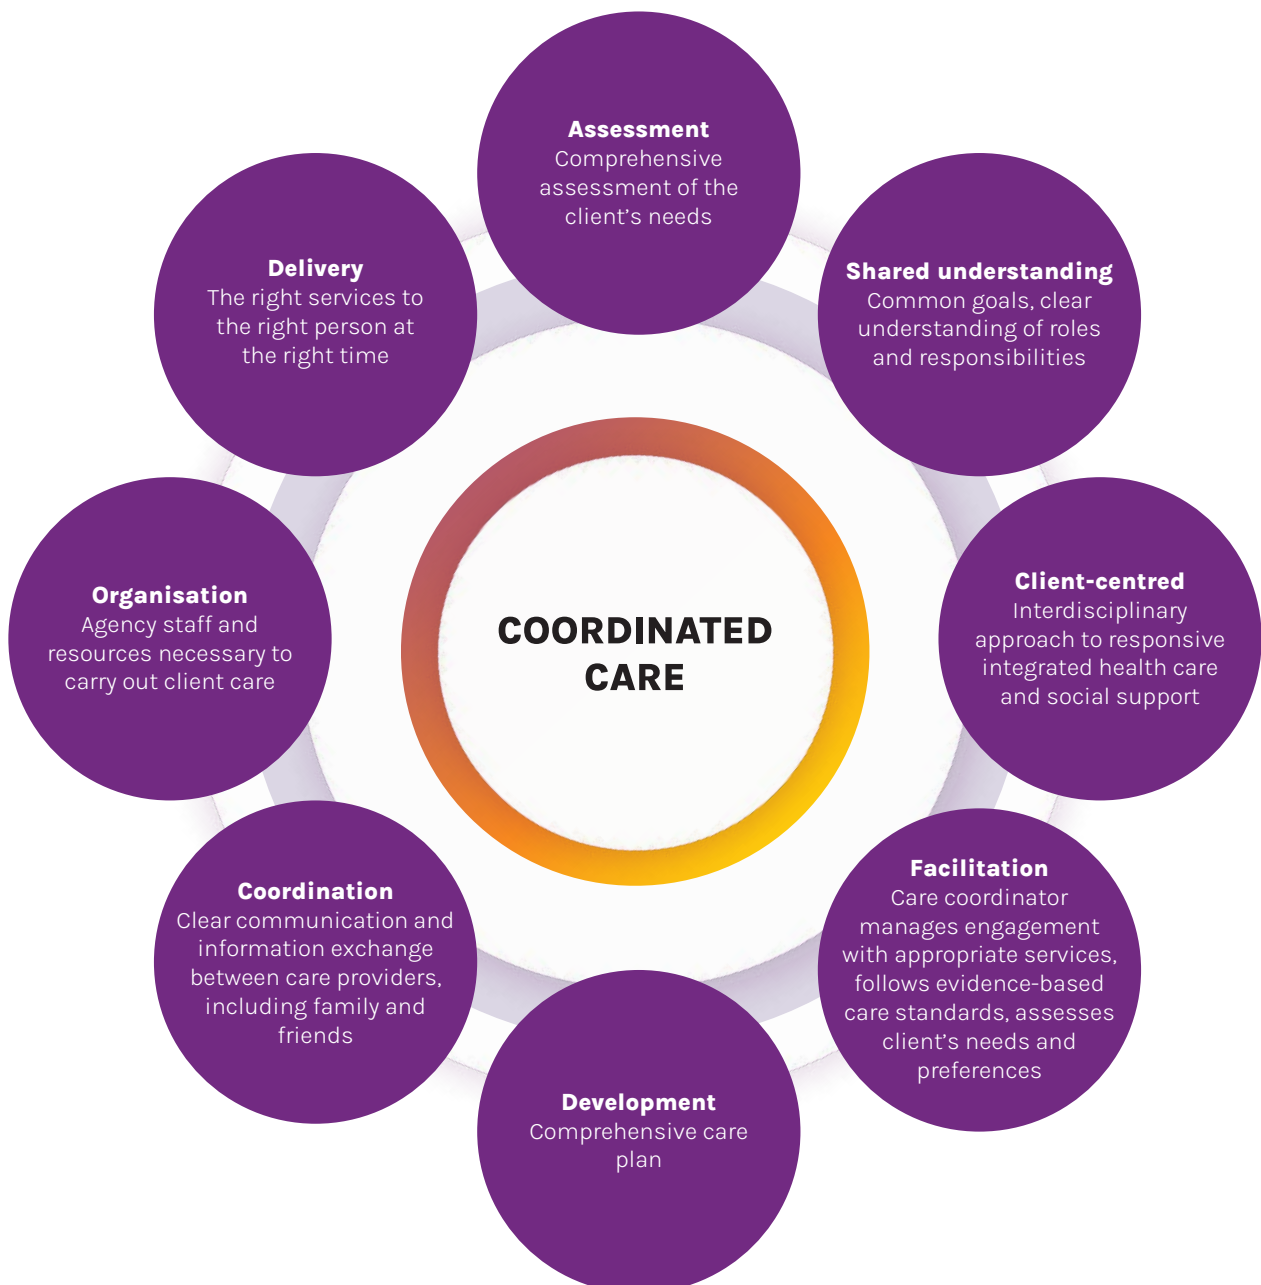 Assessment
Comprehensive
assessment of the
client’s needs
Shared understanding
Common goals, clear
understanding of roles
and responsibilities
Client-centred
Interdisciplinary
approach to responsive
integrated health care
and social support
Facilitation
Care coordinator
manages engagement
with appropriate services,
follows evidence-based
care standards, assesses
client’s needs and
preferences
Development
Comprehensive care
plan
Coordination
Clear communication and
information exchange
between care providers,
including family and
friends
Organisation
Agency staff and
resources necessary to
carry out client care
Delivery
The right services to
the right person at
the right time
COORDINATED
CARE